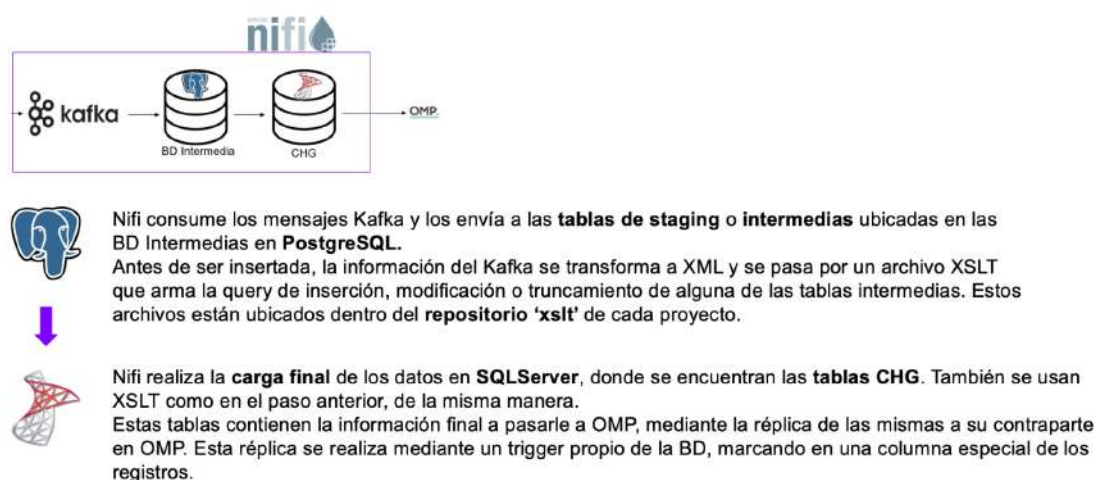 nifi
kafka
BD Intermedia
CHG
OMP.
Nifi consume los mensajes Kafka y los envía a las tablas de staging o intermedias ubicadas en las
BD Intermedias en PostgreSQL.
Antes de ser insertada, la información del Kafka se transforma a XML y se pasa por un archivo XSLT
que arma la query de inserción, modificación o truncamiento de alguna de las tablas intermedias. Estos
archivos están ubicados dentro del repositorio ‘xslt’ de cada proyecto.
Nifi realiza la carga final de los datos en SQLServer, donde se encuentran las tablas CHG. También se usan
XSLT como en el paso anterior, de la misma manera.
Estas tablas contienen la información final a pasarle a OMP, mediante la réplica de las mismas a su contraparte
en OMP. Esta réplica se realiza mediante un trigger propio de la BD, marcando en una columna especial de los
registros.